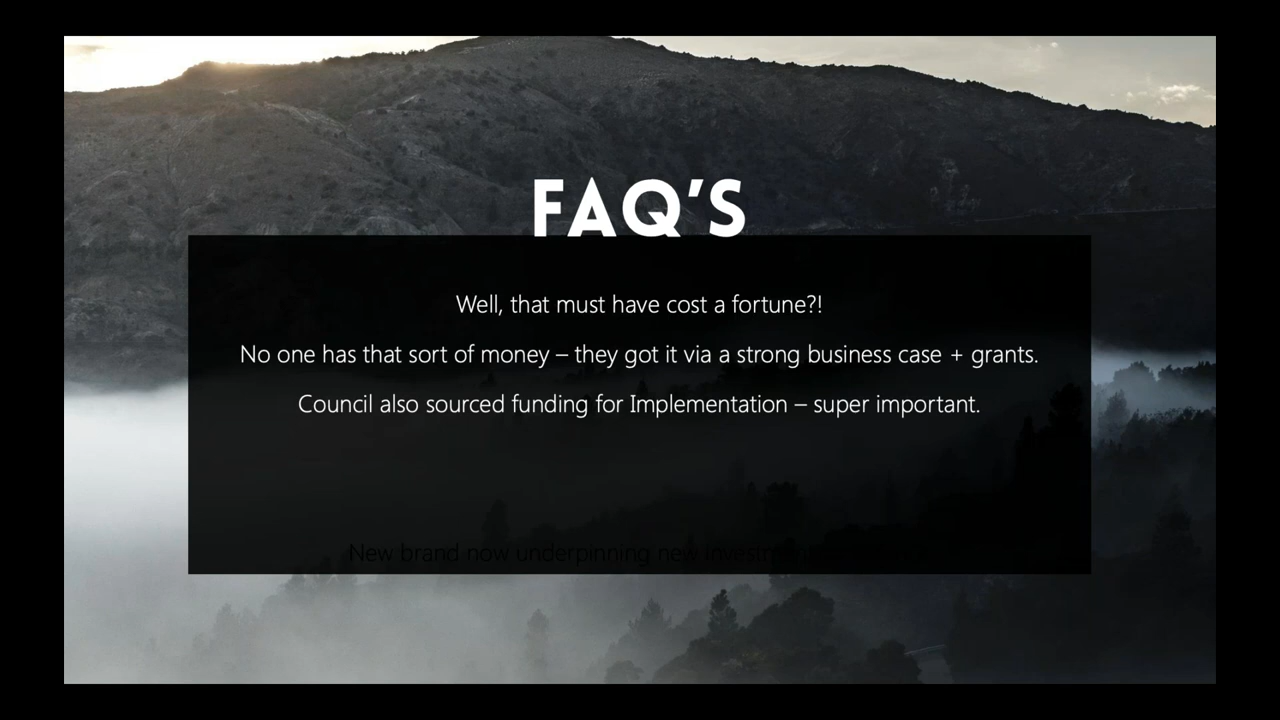 FAQ'S
Well, that must have cost a fortune?!
No one has that sort of money – they got it via a strong business case + grants.
Council also sourced funding for Implementation – super important.
New brand now underpinning new investment